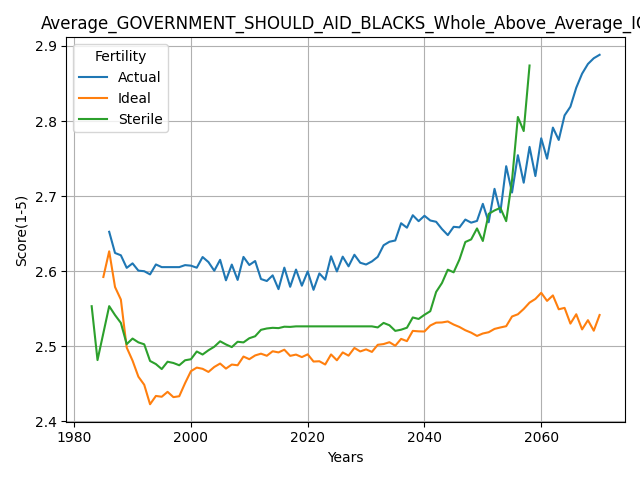 Average_GOVERNMENT_SHOULD_AID_BLACKS_Whole_Above_Average_IQ
Fertility
Actual
Ideal
Sterile
Score(1-5)
2.9
2.8
2.7
2.6
2.5
2.4
1980
2000
2020
2040
2060
Years